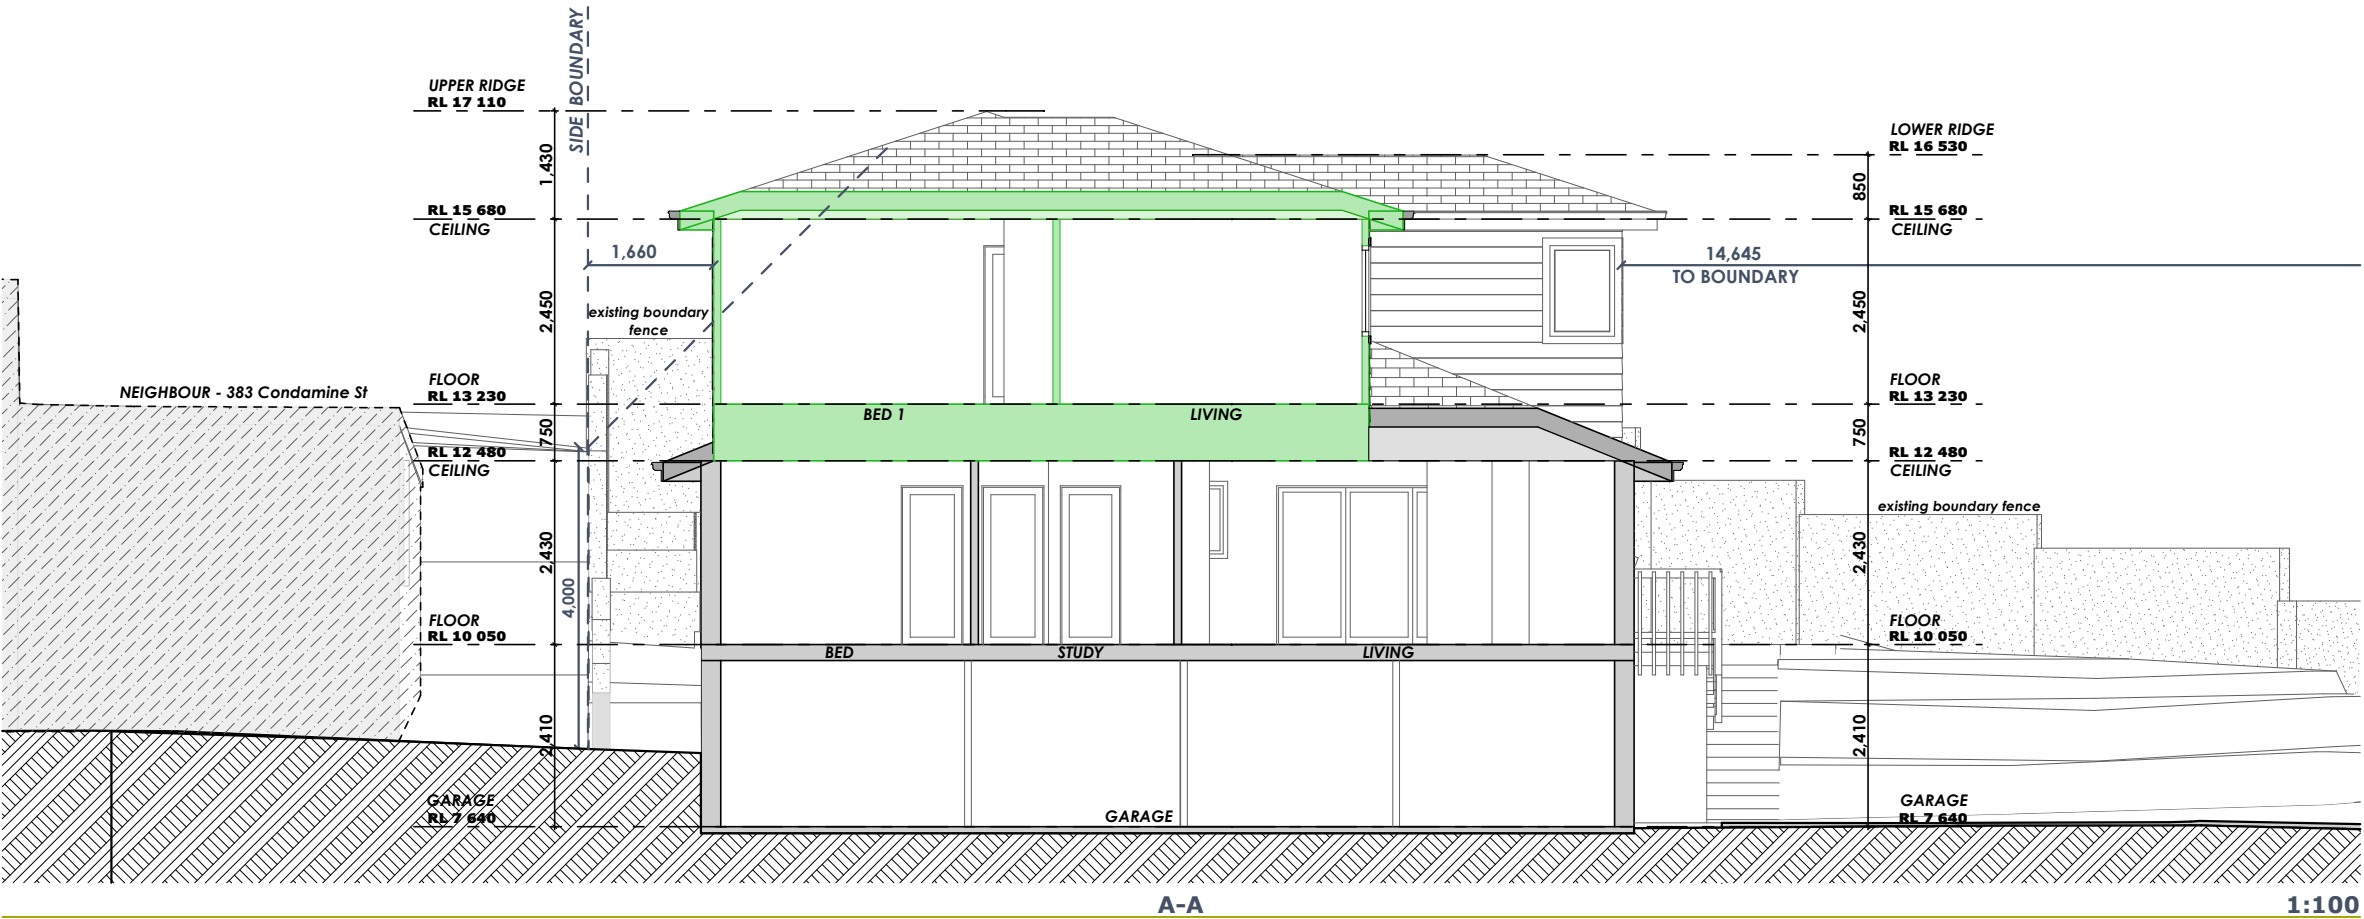 SIDE BOUNDARY
UPPER RIDGE
RL 17 110
1,430
RL 15 680
CEILING
1,660
2,450
existing boundary
fence
NEIGHBOUR - 383 Condamine St
FLOOR
RL 13 230
750
RL 12 480
CEILING
2,430
4,000
FLOOR
RL 10 050
2,410
GARAGE
RL 7 640
BED 1
LIVING
BED
STUDY
LIVING
GARAGE
LOWER RIDGE
RL 16 530
850
RL 15 680
CEILING
14,645
TO BOUNDARY
2,450
FLOOR
RL 13 230
750
RL 12 480
CEILING
existing boundary fence
2,430
FLOOR
RL 10 050
2,410
GARAGE
RL 7 640
A-A
1:100